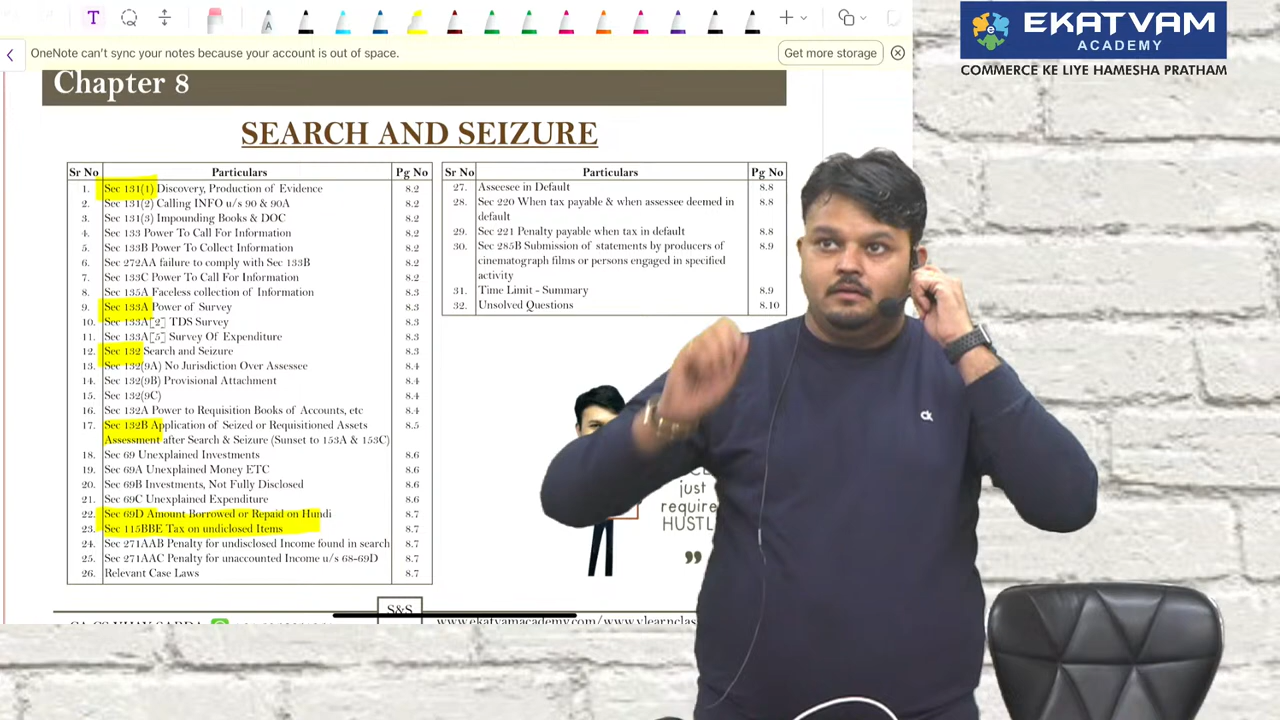 OneNote can't sync your notes because your account is out of space.
Get more storage
EKATVAM
ACADEMY
COMMERCE KE LIYE HAMESHA PRATHAM
Chapter 8
SEARCH AND SEIZURE
Sr No Particulars Pg No
1. Sec 131(1) Discovery, Production of Evidence 8.2
2. Sec 131(2) Calling INFO u/s 90 & 90A 8.2
3. Sec 131(3) Impounding Books & DOC 8.2
4. Sec 133 Power To Call For Information 8.2
5. Sec 133B Power To Collect Information 8.2
6. Sec 272AA failure to comply with Sec 133B 8.2
7. Sec 133C Power To Call For Information 8.2
8. Sec 135A Faceless collection of Information 8.3
9. Sec 133A Power of Survey 8.3
10. Sec 133A[2] TDS Survey 8.3
11. Sec 133A[5] Survey Of Expenditure 8.3
12. Sec 132 Search and Seizure 8.3
13. Sec 132(9A) No Jurisdiction Over Assessee 8.4
14. Sec 132(9B) Provisional Attachment 8.4
15. Sec 132(9C) 8.4
16. Sec 132A Power to Requisition Books of Accounts, etc 8.4
17. Sec 132B Application of Seized or Requisitioned Assets 8.5
Assessment after Search & Seizure (Sunset to 153A & 153C)
18. Sec 69 Unexplained Investments 8.6
19. Sec 69A Unexplained Money ETC 8.6
20. Sec 69B Investments, Not Fully Disclosed 8.6
21. Sec 69C Unexplained Expenditure 8.6
22. Sec 69D Amount Borrowed or Repaid on Hundi 8.7
23. Sec 115BBE Tax on undiclosed Items 8.7
24. Sec 271AAB Penalty for undisclosed Income found in search 8.7
25. Sec 271AAC Penalty for unaccounted Income u/s 68-69D 8.7
26. Relevant Case Laws 8.7
Sr No Particulars Pg No
27. Asseesee in Default 8.8
28. Sec 220 When tax payable & when assessee deemed in 8.8
default
29. Sec 221 Penalty payable when tax in default 8.8
30. Sec 285B Submission of statements by producers of 8.9
cinematograph films or persons engaged in specified
activity
31. Time Limit - Summary 8.9
32. Unsolved Questions 8.10
just
require
HUSTL
”
S&S
www.ekatvamacademy.com/www.vlearnclas